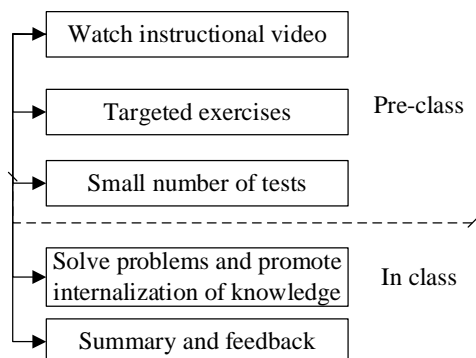 Watch instructional video
Targeted exercises
Pre-class
Small number of tests
Solve problems and promote
internalization of knowledge
In class
Summary and feedback